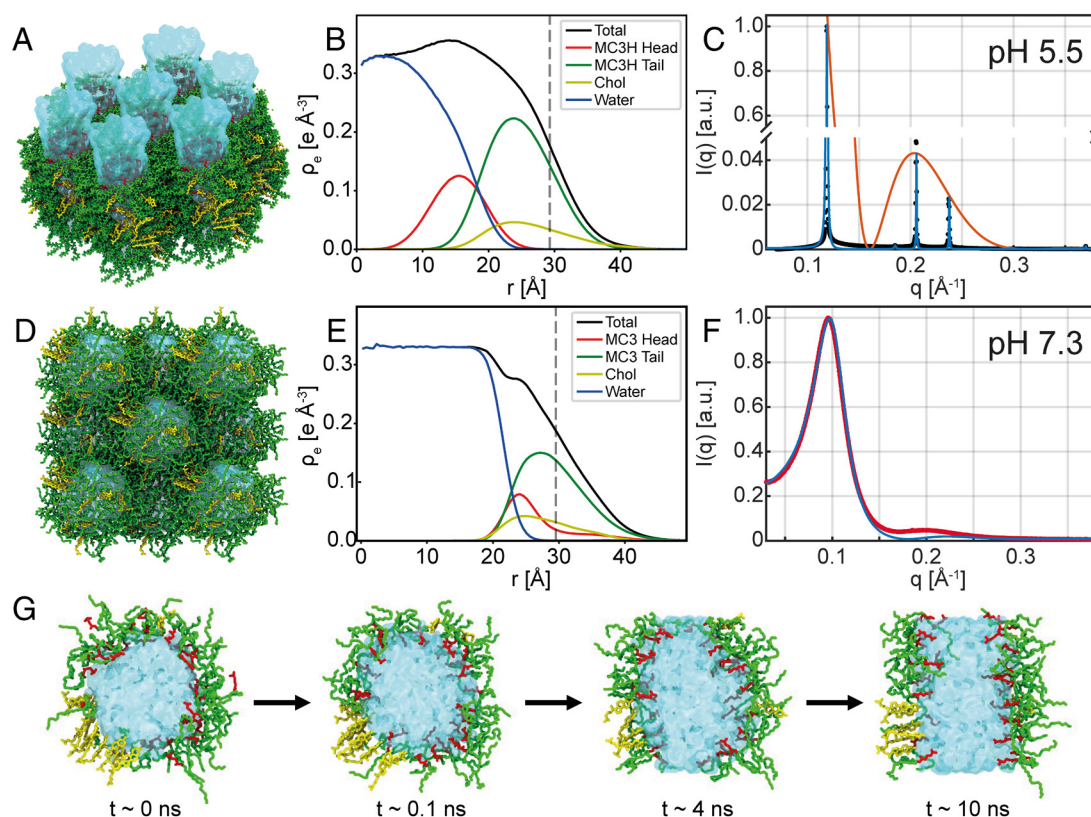 A
B
ρe [e Å-3]
0.3
0.2
0.1
0.0
0
10
20
30
40
r [Å]
Total
MC3H Head
MC3H Tail
Chol
Water
C
pH 5.5
I(q) [a.u.]
1.0
0.8
0.6
0.04
0.02
0
0.1
0.2
0.3
q [Å-1]
D
E
ρe [e Å-3]
0.3
0.2
0.1
0.0
0
10
20
30
40
r [Å]
Total
MC3 Head
MC3 Tail
Chol
Water
F
pH 7.3
I(q) [a.u.]
1.0
0.8
0.6
0.4
0.2
0
0.1
0.2
0.3
q [Å-1]
G
t ~ 0 ns
t ~ 0.1 ns
t ~ 4 ns
t ~ 10 ns